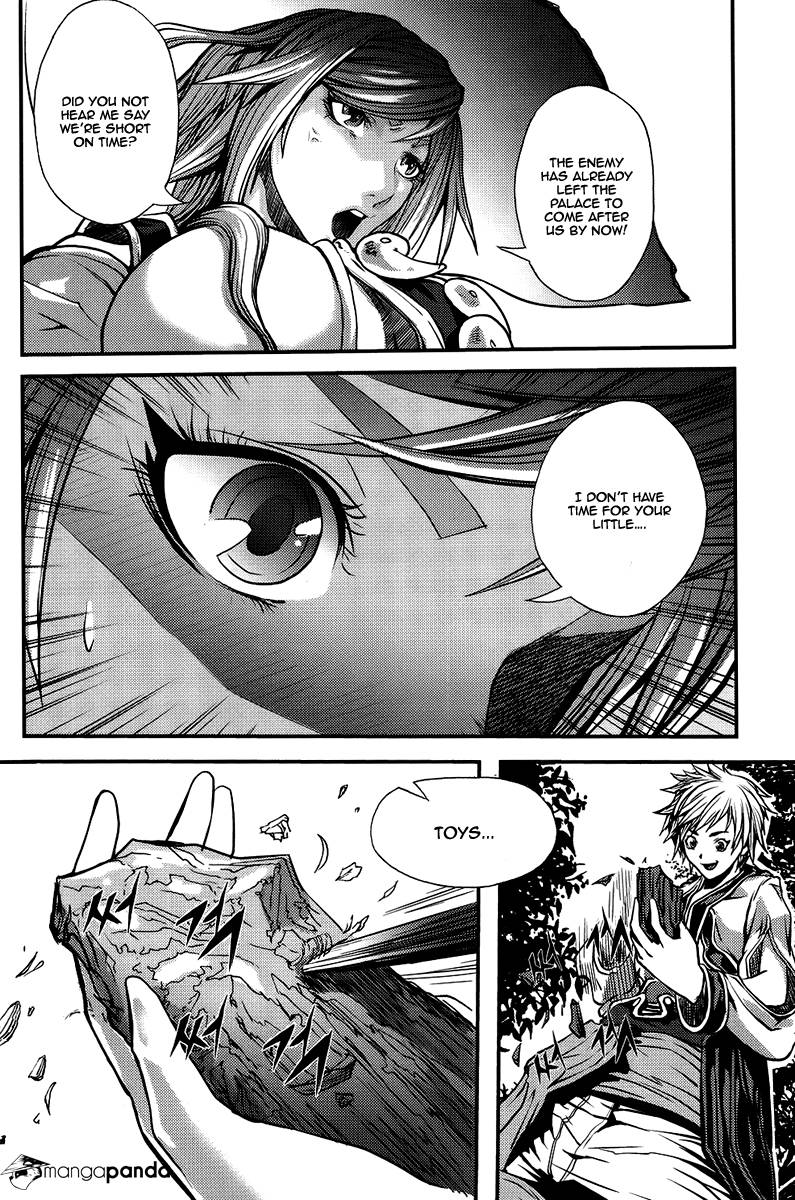 DID YOU NOT
HEAR ME SAY
WE'RE SHORT
ON TIME?
THE ENEMY
HAS ALREADY
LEFT THE
PALACE TO
COME AFTER
US BY NOW!
I DON'T HAVE
TIME FOR YOUR
LITTLE....
TOYS...
mangapanda